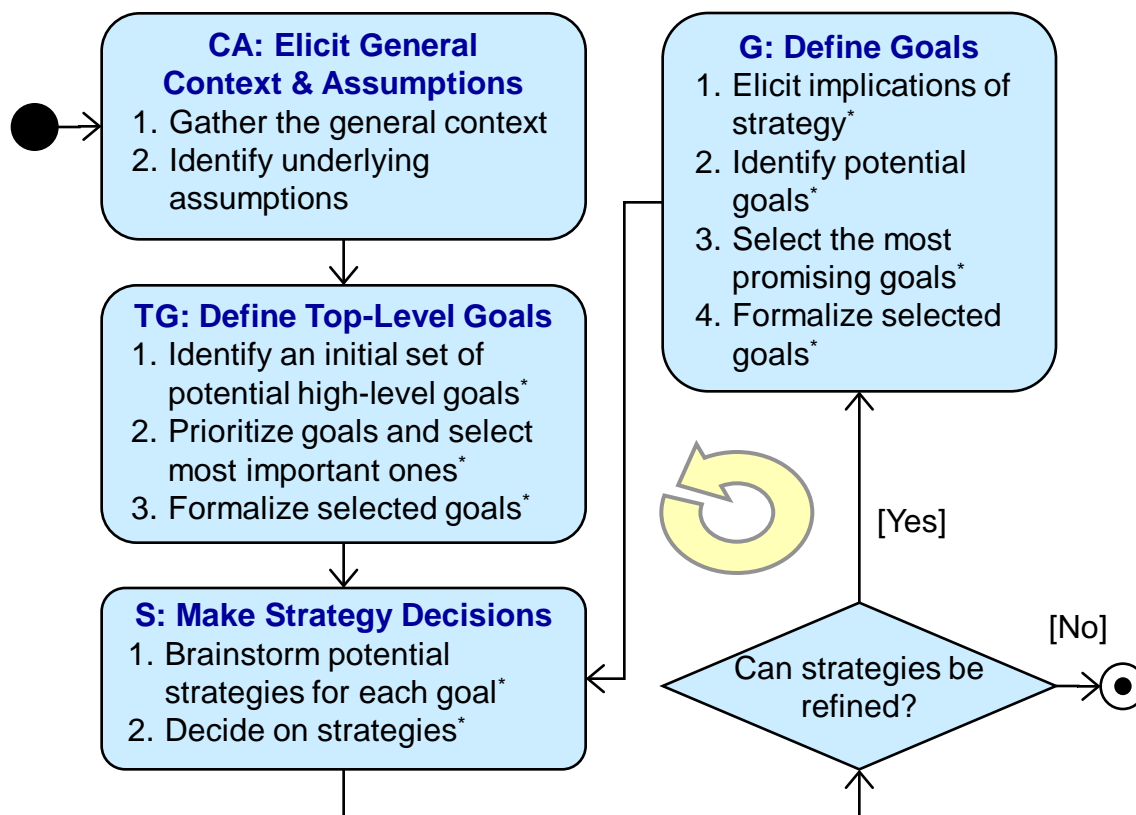 CA: Elicit General
Context & Assumptions
1. Gather the general context
2. Identify underlying
assumptions
TG: Define Top-Level Goals
1. Identify an initial set of
potential high-level goals*
2. Prioritize goals and select
most important ones*
3. Formalize selected goals*
S: Make Strategy Decisions
1. Brainstorm potential
strategies for each goal*
2. Decide on strategies*
G: Define Goals
1. Elicit implications of
strategy*
2. Identify potential
goals*
3. Select the most
promising goals*
4. Formalize selected
goals*
[Yes]
[No]
Can strategies be
refined?